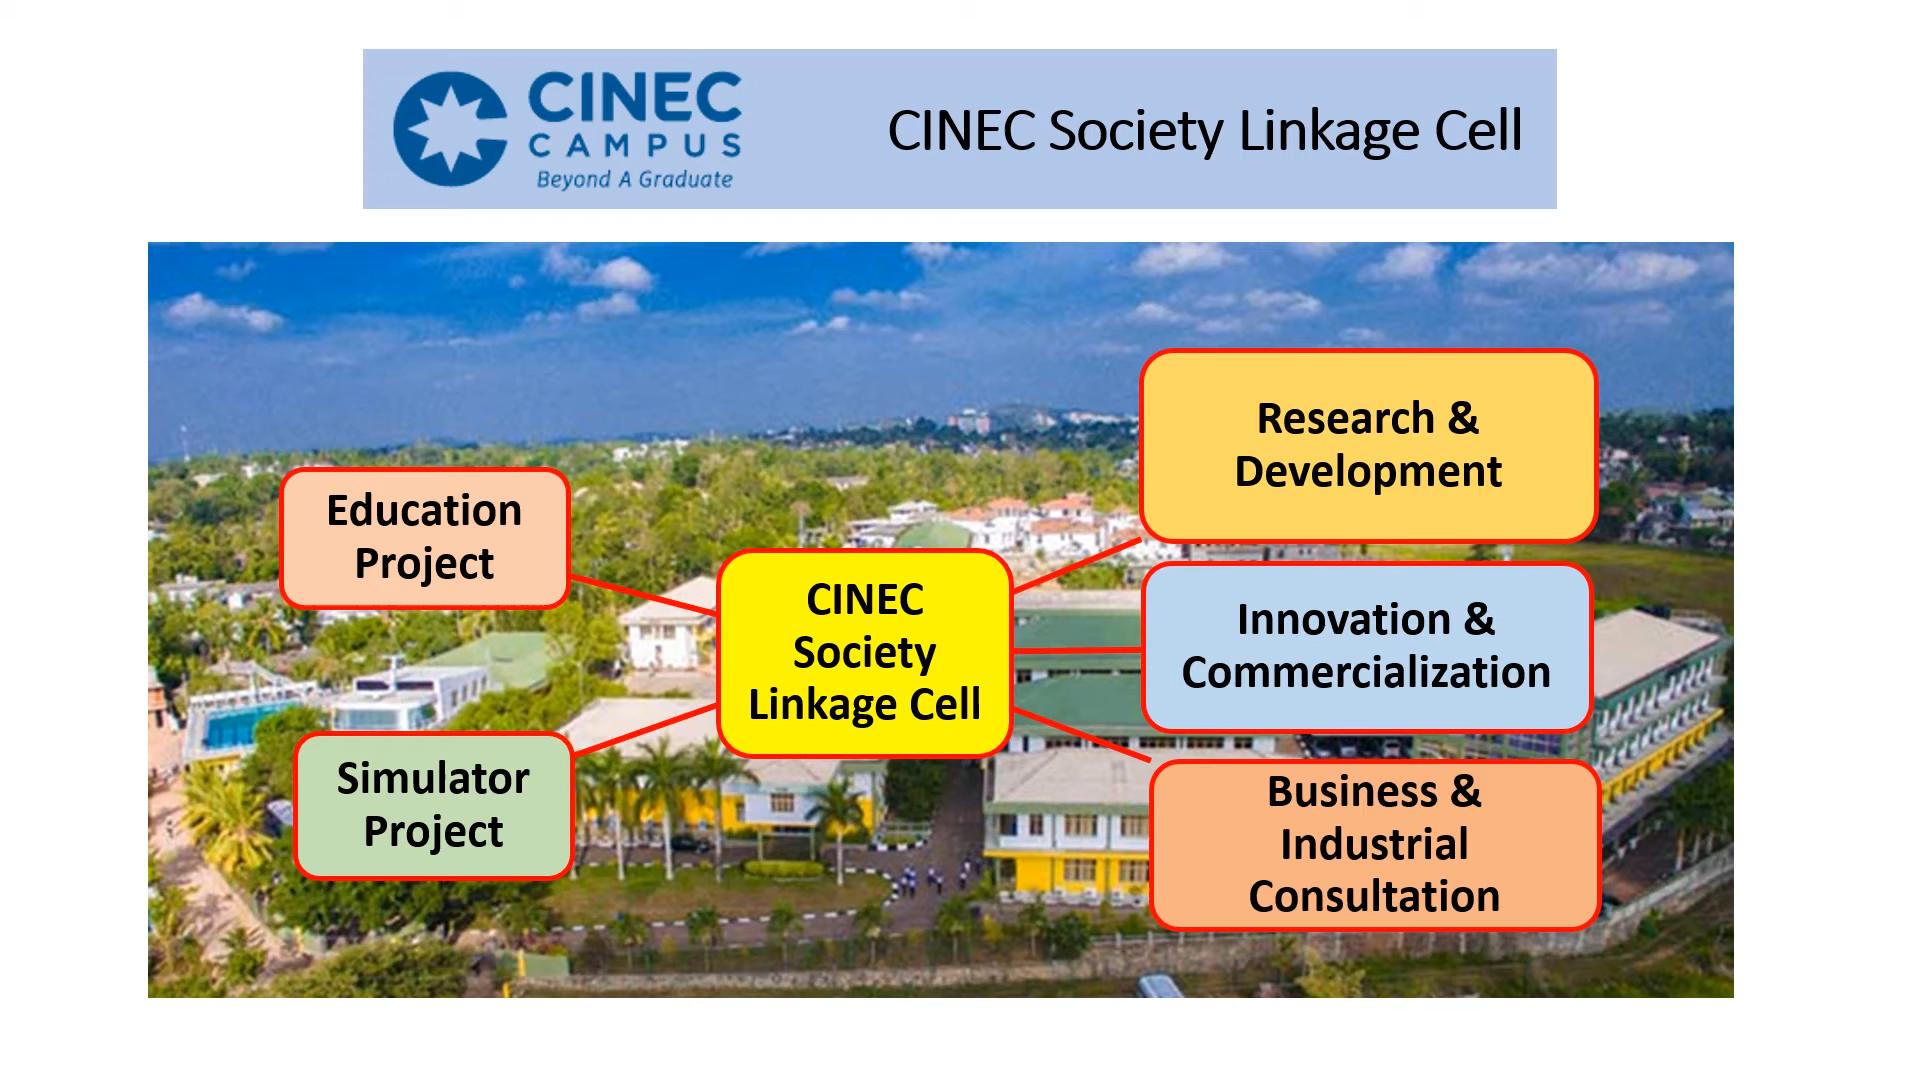 CINEC
CAMPUS
Beyond A Graduate
CINEC Society Linkage Cell
Research &
Development
Education
Project
CINEC
Society
Linkage Cell
Innovation &
Commercialization
Simulator
Project
Business &
Industrial
Consultation